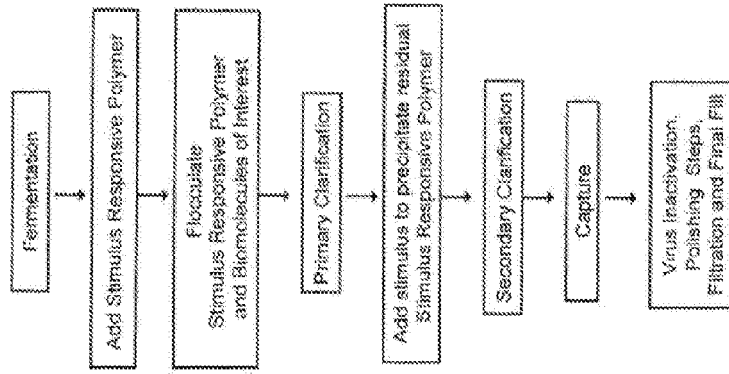 Fermentation
Add Stimulus Responsive Polymer
Flocculate
Stimulus Responsive Polymer
and Biomolecules of Interest
Primary Clarification
Add stimulus to precipitate residual
Stimulus Responsive Polymer
Secondary Clarification
Capture
Virus Inactivation,
Polishing Steps,
Filtration and Final Fill